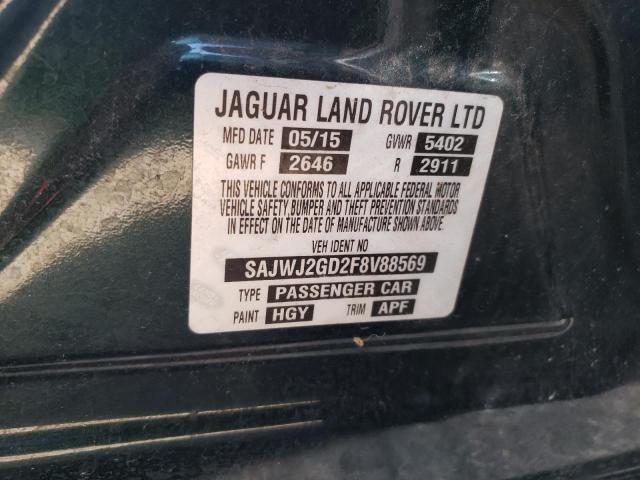 JAGUAR LAND ROVER LTD
MFD DATE 05/15 GVWR 5402
GAWR F 2646 R 2911
THIS VEHICLE CONFORMS TO ALL APPLICABLE FEDERAL MOTOR
VEHICLE SAFETY, BUMPER AND THEFT PREVENTION STANDARDS
IN EFFECT ON THE DATE OF MANUFACTURE SHOWN ABOVE.
VEH IDENT NO
SAJWJ2GD2F8V88569
TYPE PASSENGER CAR
PAINT HGY TRIM APF